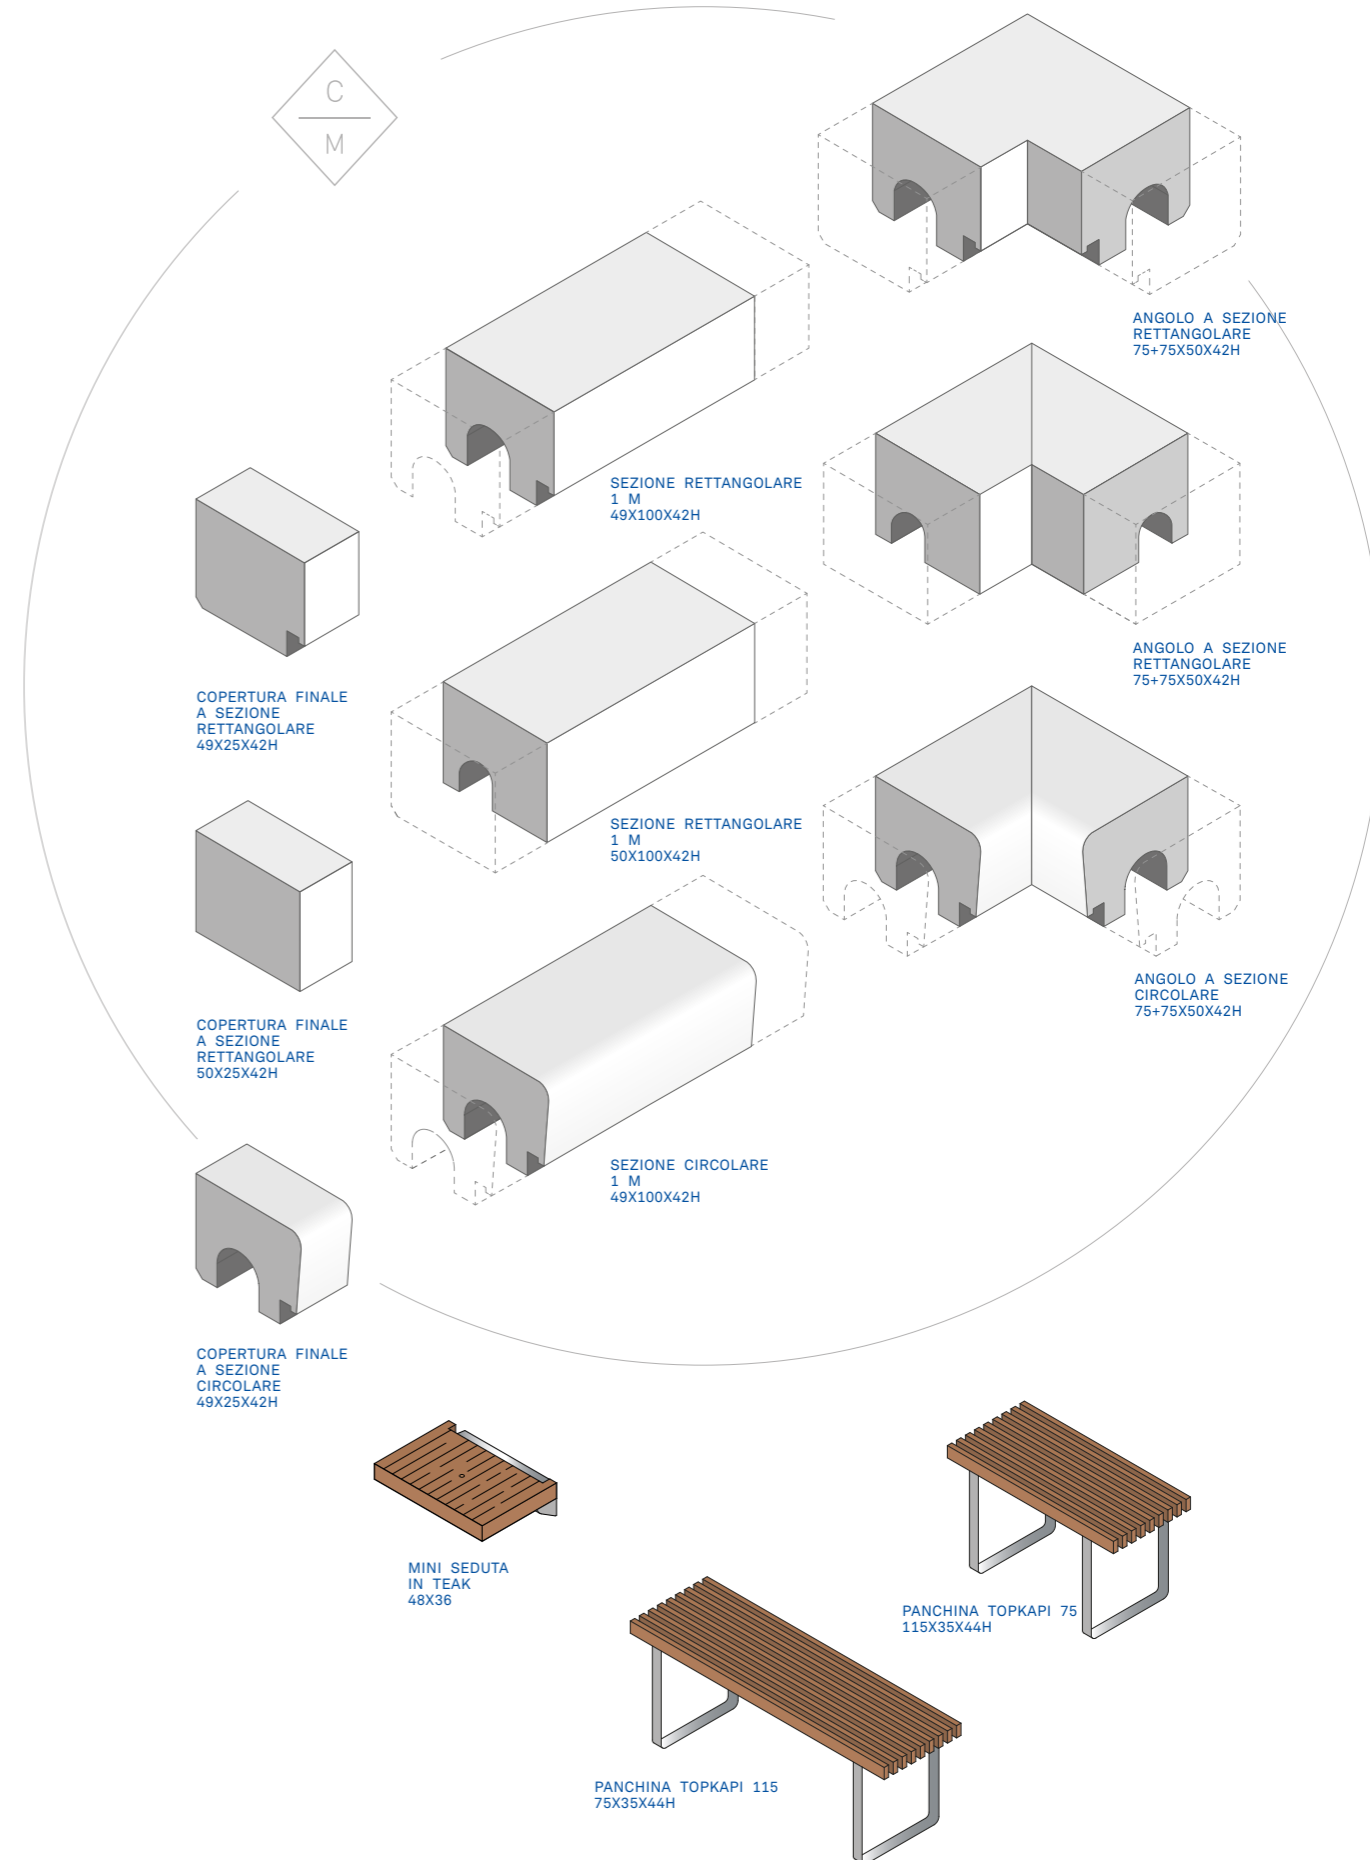 C
M
ANGOLO A SEZIONE
RETTANGOLARE
75+75X50X42H
SEZIONE RETTANGOLARE
1 M
49X100X42H
ANGOLO A SEZIONE
RETTANGOLARE
75+75X50X42H
COPERTURA FINALE
A SEZIONE
RETTANGOLARE
49X25X42H
SEZIONE RETTANGOLARE
1 M
50X100X42H
ANGOLO A SEZIONE
CIRCOLARE
75+75X50X42H
COPERTURA FINALE
A SEZIONE
RETTANGOLARE
50X25X42H
SEZIONE CIRCOLARE
1 M
49X100X42H
COPERTURA FINALE
A SEZIONE
CIRCOLARE
49X25X42H
MINI SEDUTA
IN TEAK
48X36
PANCHINA TOPKAPI 75
115X35X44H
PANCHINA TOPKAPI 115
75X35X44H